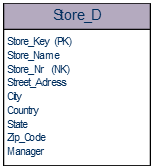 Store_D
Store_Key (PK)
Store_Name
Store_Nr (NK)
Street_Adress
City
Country
State
Zip_Code
Manager